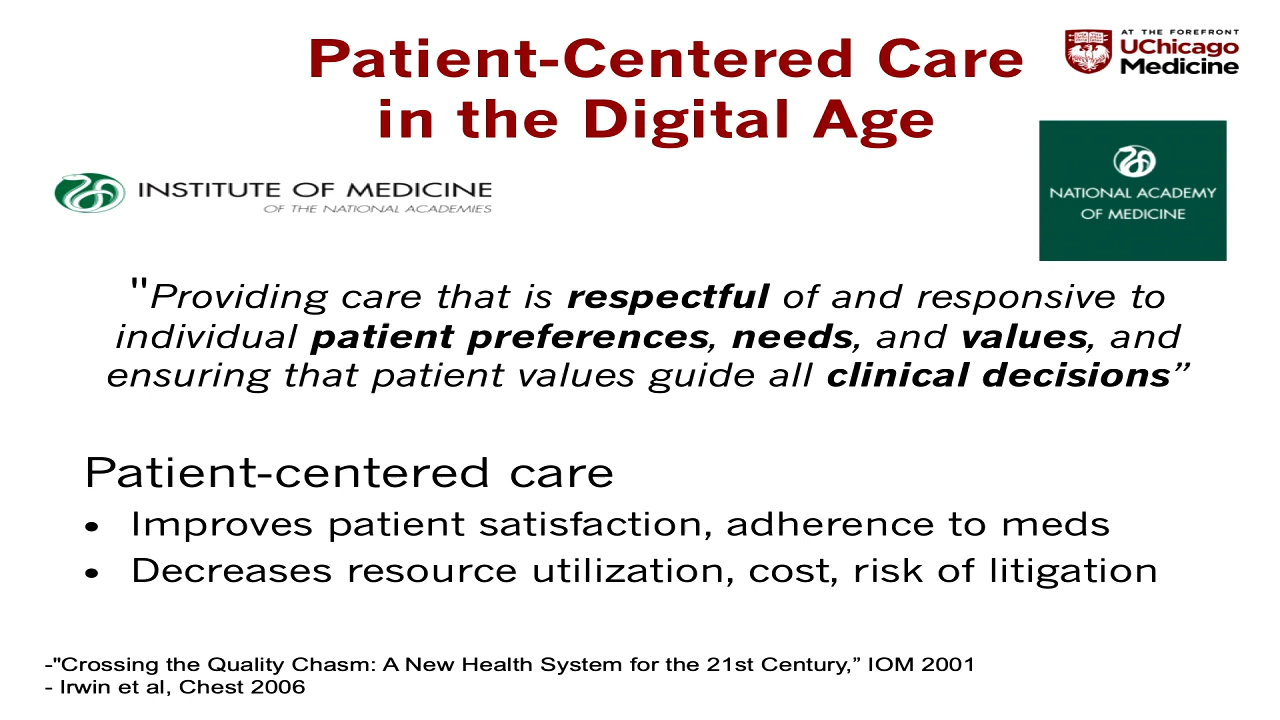 Patient-Centered Care
in the Digital Age
AT THE FOREFRONT
UChicago
Medicine
INSTITUTE OF MEDICINE
OF THE NATIONAL ACADEMIES
NATIONAL ACADEMY
OF MEDICINE
"Providing care that is respectful of and responsive to
individual patient preferences, needs, and values, and
ensuring that patient values guide all clinical decisions”
Patient-centered care
• Improves patient satisfaction, adherence to meds
• Decreases resource utilization, cost, risk of litigation
-"Crossing the Quality Chasm: A New Health System for the 21st Century,” IOM 2001
- Irwin et al, Chest 2006